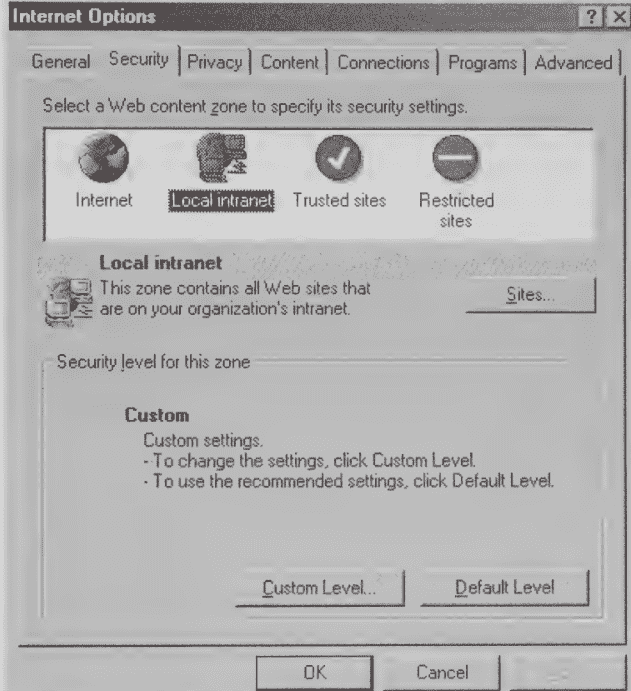 Internet Options
General Security Privacy Content Connections Programs Advanced
Select a Web content zone to specify its security settings.
Internet Local intranet Trusted sites Restricted
sites
Local intranet
This zone contains all Web sites that
are on your organization's intranet.
Sites...
Security level for this zone
Custom
Custom settings.
- To change the settings, click Custom Level.
- To use the recommended settings, click Default Level.
Custom Level... Default Level
OK Cancel